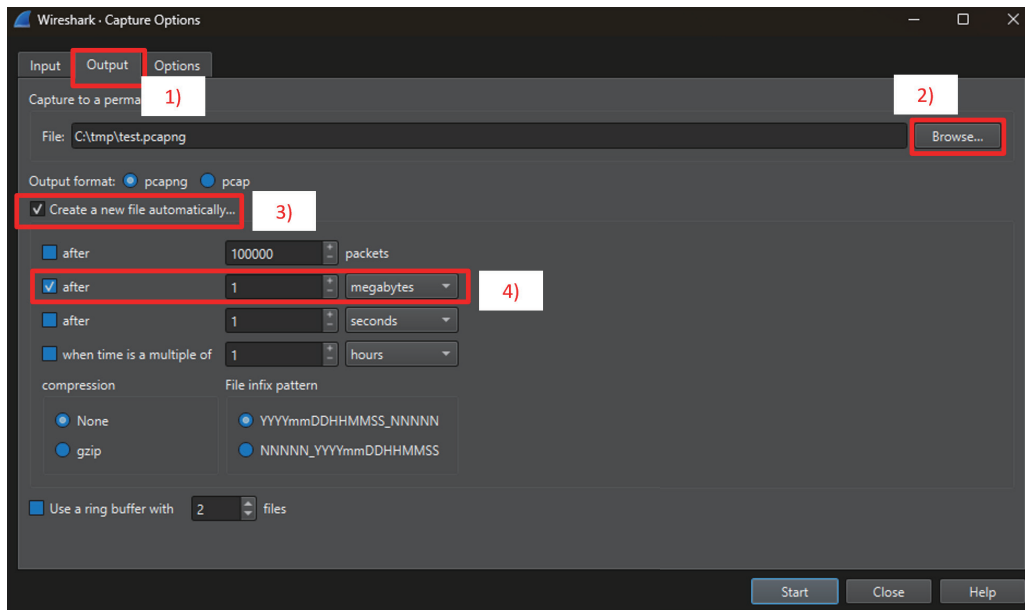 Wireshark · Capture Options
Input Output Options
1)
Capture to a perma
2)
File: C:\tmp\test.pcapng Browse...
Output format: pcapng pcap
Create a new file automatically... 3)
after 100000 packets
after 1 megabytes 4)
after 1 seconds
when time is a multiple of 1 hours
compression File infix pattern
None YYYYmmDDHHMMSS_NNNNN
gzip NNNNN_YYYYmmDDHHMMSS
Use a ring buffer with 2 files
Start Close Help